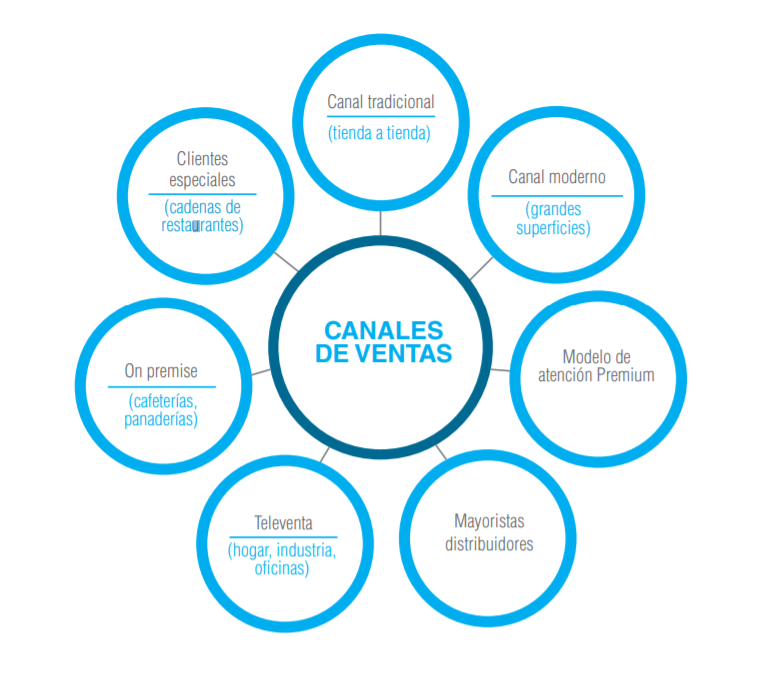 Canal tradicional
(tienda a tienda)
Clientes
especiales
(cadenas de
restaurantes)
Canal moderno
(grandes
superficies)
CANALES
DE VENTAS
Modelo de
atención Premium
On premise
(cafeterías,
panaderías)
Televenta
(hogar, industria,
oficinas)
Mayoristas
distribuidores